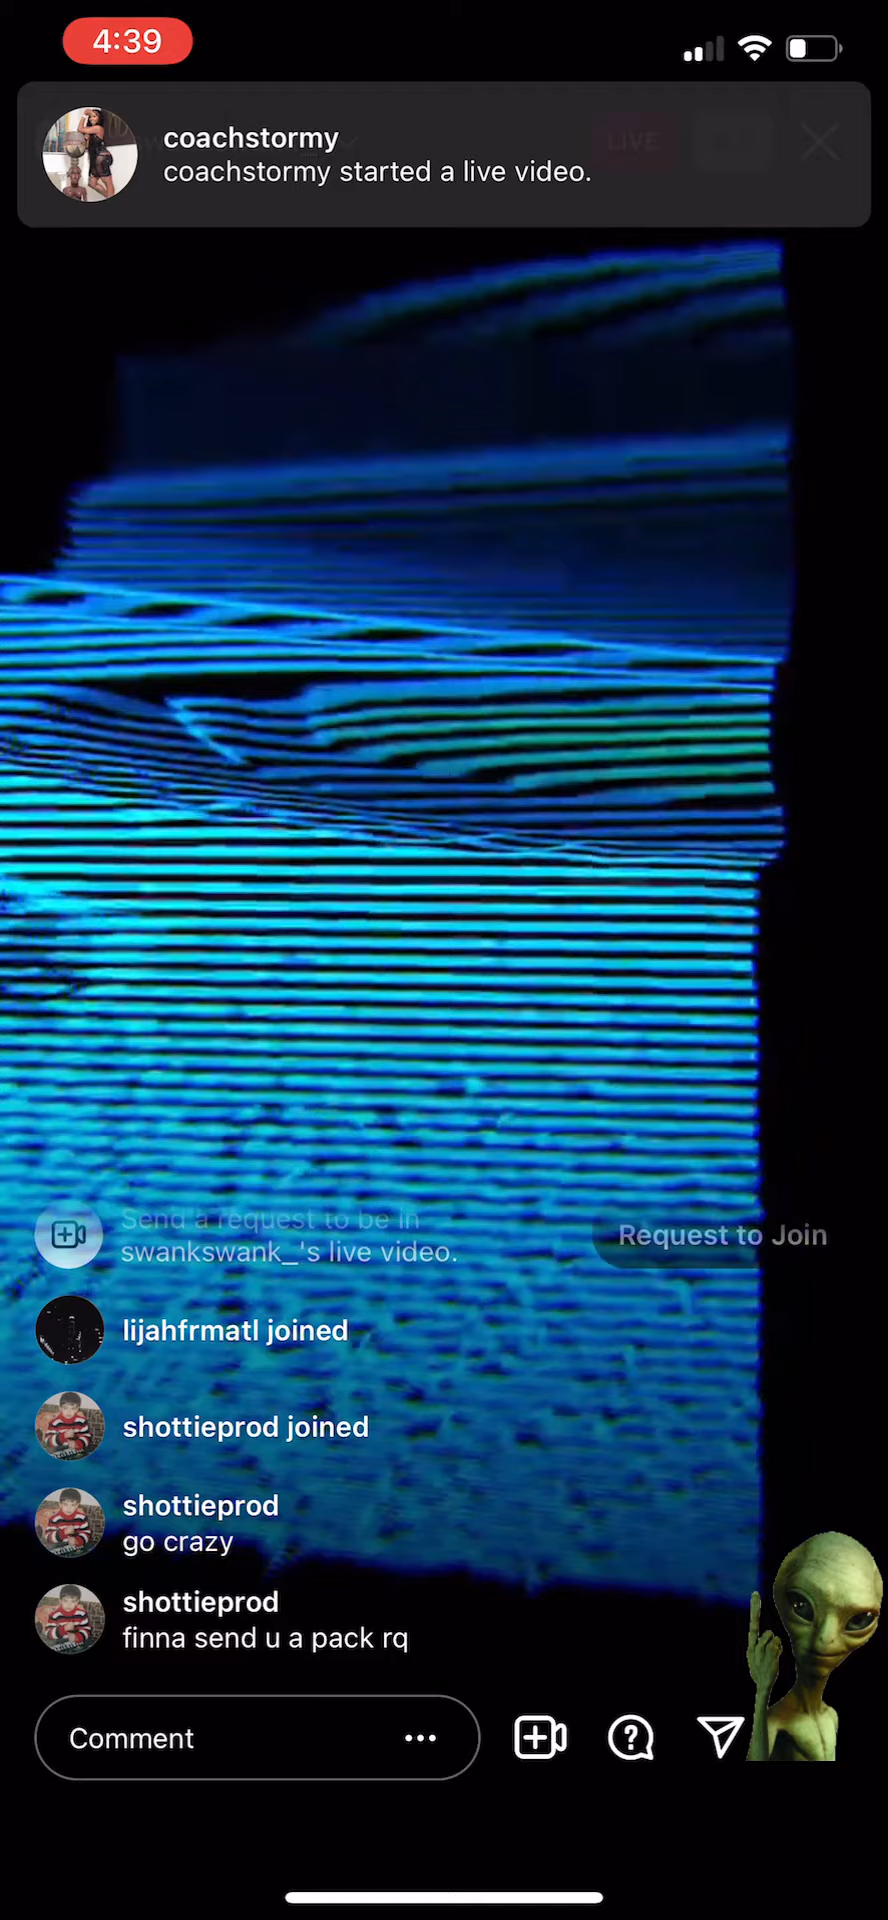 4:39
coachstormy
coachstormy started a live video.
LIVE
Send a request to be in
swankswank_'s live video.
Request to Join
lijahfrmatl joined
shottieprod joined
shottieprod
go crazy
shottieprod
finna send u a pack rq
Comment